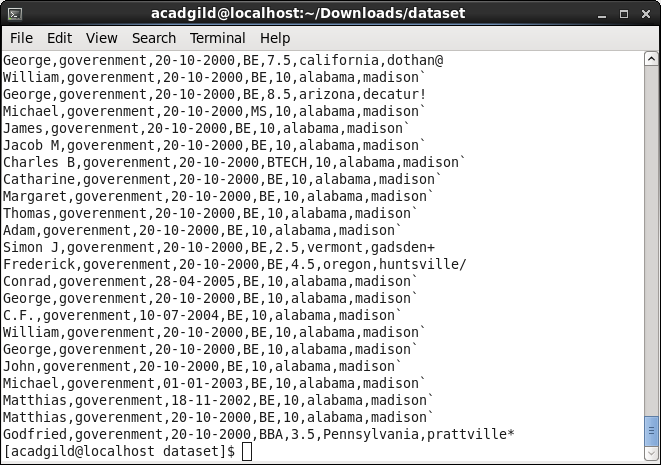 acadgild@localhost:~/Downloads/dataset
File Edit View Search Terminal Help
George,goverenment,20-10-2000,BE,7.5,california,dothan@
William,goverenment,20-10-2000,BE,10,alabama,madison`
George,goverenment,20-10-2000,BE,8.5,arizona,decatur!
Michael,goverenment,20-10-2000,MS,10,alabama,madison`
James,goverenment,20-10-2000,BE,10,alabama,madison`
Jacob M,goverenment,20-10-2000,BE,10,alabama,madison`
Charles B,goverenment,20-10-2000,BTECH,10,alabama,madison`
Catharine,goverenment,20-10-2000,BE,10,alabama,madison`
Margaret,goverenment,20-10-2000,BE,10,alabama,madison`
Thomas,goverenment,20-10-2000,BE,10,alabama,madison`
Adam,goverenment,20-10-2000,BE,10,alabama,madison`
Simon J,goverenment,20-10-2000,BE,2.5,vermont,gadsden+
Frederick,goverenment,20-10-2000,BE,4.5,oregon,huntsville/
Conrad,goverenment,28-04-2005,BE,10,alabama,madison`
George,goverenment,20-10-2000,BE,10,alabama,madison`
C.F.,goverenment,10-07-2004,BE,10,alabama,madison`
William,goverenment,20-10-2000,BE,10,alabama,madison`
George,goverenment,20-10-2000,BE,10,alabama,madison`
John,goverenment,20-10-2000,BE,10,alabama,madison`
Michael,goverenment,01-01-2003,BE,10,alabama,madison`
Matthias,goverenment,18-11-2002,BE,10,alabama,madison`
Matthias,goverenment,20-10-2000,BE,10,alabama,madison`
Godfried,goverenment,20-10-2000,BBA,3.5,Pennsylvania,prattville*
[acadgild@localhost dataset]$